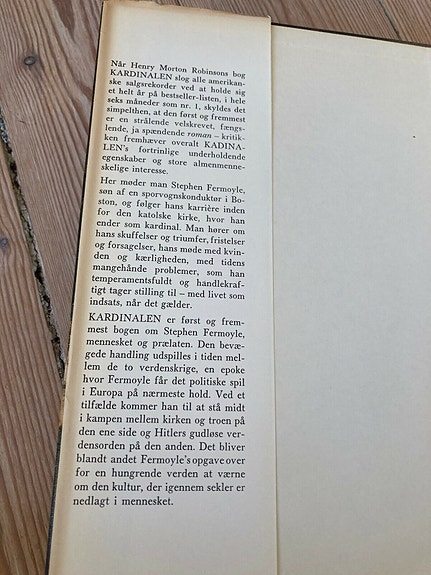 Når Henry Morton Robinsons bog
KARDINALEN slog alle amerikan-
ske salgsrekorder ved at holde sig
et helt år på bestseller-listen, i hele
seks måneder som nr. 1, skyldes det
simpelthen, at den først og fremmest
er en strålende velskrevet, fængs-
lende, ja spændende roman – kritik-
ken fremhæver overalt KADINA-
LEN's fortrinlige underholdende
egenskaber og store almenmenne-
skelige interesse.
Her møder man Stephen Fermoyle,
søn af en sporvognskonduktør i Bo-
ston, og følger hans karrière inden
for den katolske kirke, hvor han
ender som kardinal. Man hører om
hans skuffelser og triumfer, fristelser
og forsagelser, hans møde med kvin-
den og kærligheden, med tidens
mangehånde problemer, som han
temperamentsfuldt og handlekraf-
tigt tager stilling til – med livet som
indsats, når det gælder.
KARDINALEN er først og frem-
mest bogen om Stephen Fermoyle,
mennesket og prælaten. Den bevæ-
gede handling udspilles i tiden mel-
lem de to verdenskrige, en epoke
hvor Fermoyle får det politiske spil
i Europa på nærmeste hold. Ved et
tilfælde kommer han til at stå midt
i kampen mellem kirken og troen på
den ene side og Hitlers gudløse ver-
densorden på den anden. Det bliver
blandt andet Fermoyle's opgave over
for en hungrende verden at værne
om den kultur, der igennem sekler er
nedlagt i mennesket.